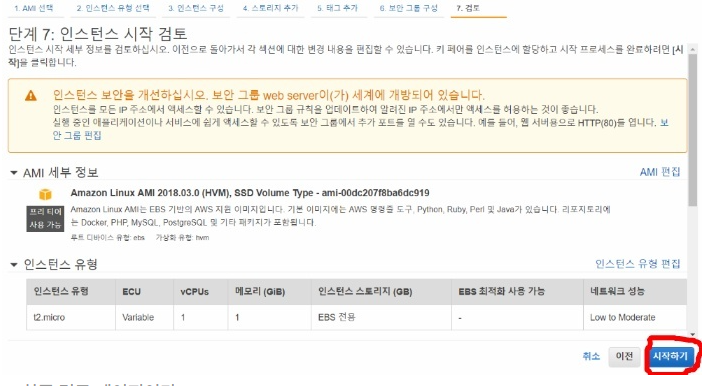 1. AMI 선택 2. 인스턴스 유형 선택 3. 인스턴스 구성 4. 스토리지 추가 5. 태그 추가 6. 보안 그룹 구성 7. 검토
단계 7: 인스턴스 시작 검토
인스턴스 시작 세부 정보를 검토하십시오. 이전으로 돌아가서 각 섹션에 대한 변경 내용을 편집할 수 있습니다. 키 페어를 인스턴스에 할당하고 시작 프로세스를 완료하려면 [시
작]을 클릭합니다.
인스턴스 보안을 개선하십시오. 보안 그룹 web server이(가) 세계에 개방되어 있습니다.
인스턴스를 모든 IP 주소에서 액세스할 수 있습니다. 보안 그룹 규칙을 업데이트하여 알려진 IP 주소에서만 액세스를 허용하는 것이 좋습니다.
실행 중인 애플리케이션이나 서비스에 쉽게 액세스할 수 있도록 보안 그룹에서 추가 포트를 열 수도 있습니다. 예를 들어, 웹 서버용으로 HTTP(80)를 엽니다. 보
안 그룹 편집
AMI 세부 정보 AMI 편집
Amazon Linux AMI 2018.03.0 (HVM), SSD Volume Type - ami-00dc207f8ba6dc919
프리 티어
사용 가능
Amazon Linux AMI는 EBS 기반의 AWS 지원 이미지입니다. 기본 이미지에는 AWS 명령줄 도구, Python, Ruby, Perl 및 Java가 있습니다. 리포지토리에
는 Docker, PHP, MySQL, PostgreSQL 및 기타 패키지가 포함됩니다.
루트 디바이스 유형: ebs 가상화 유형: hvm
인스턴스 유형 인스턴스 유형 편집
인스턴스 유형 ECU vCPUs 메모리 (GiB) 인스턴스 스토리지 (GB) EBS 최적화 사용 가능 네트워크 성능
t2.micro Variable 1 1 EBS 전용 - Low to Moderate
취소 이전 시작하기